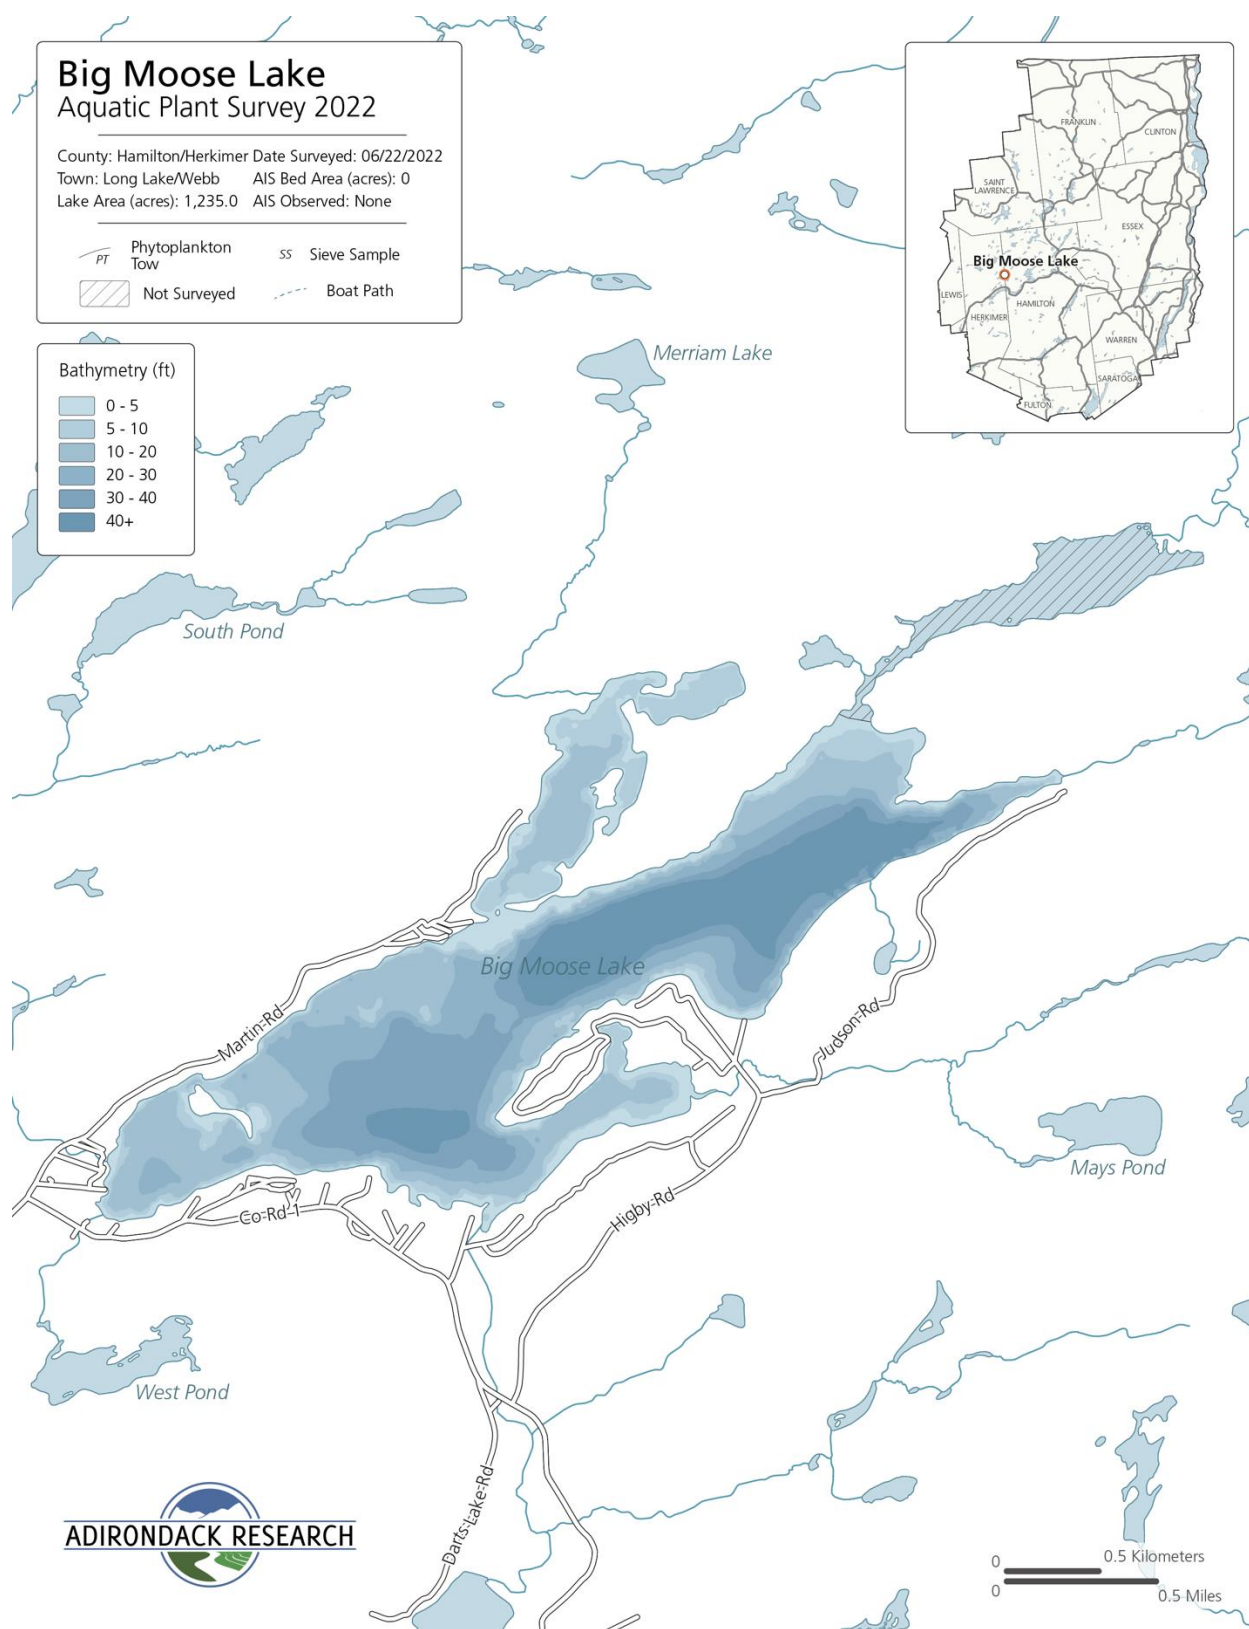 Big Moose Lake
Aquatic Plant Survey 2022
County: Hamilton/Herkimer Date Surveyed: 06/22/2022
Town: Long Lake/Webb AIS Bed Area (acres): 0
Lake Area (acres): 1,235.0 AIS Observed: None
PT Phytoplankton Tow
SS Sieve Sample
Not Surveyed
Boat Path
Bathymetry (ft)
0 - 5
5 - 10
10 - 20
20 - 30
30 - 40
40+
FRANKLIN
CLINTON
SAINT
LAWRENCE
ESSEX
Big Moose Lake
LEWIS
HAMILTON
HERKIMER
WARREN
SARATOGA
FULTON
Merriam Lake
South Pond
Big Moose Lake
Martin Rd
Judson Rd
Mays Pond
Higby Rd
Co Rd 1
West Pond
Darts Lake Rd
ADIRONDACK RESEARCH
0 0.5 Kilometers
0 0.5 Miles